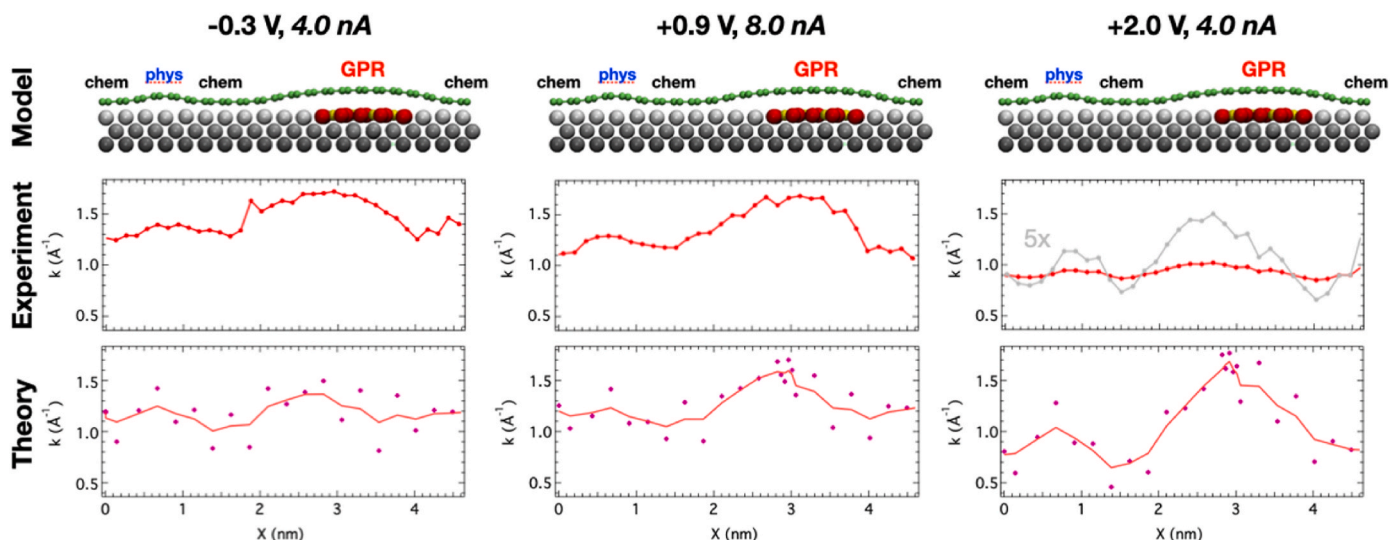 -0.3 V, 4.0 nA
+0.9 V, 8.0 nA
+2.0 V, 4.0 nA
Model
chem phys chem GPR chem
chem phys chem GPR chem
chem phys chem GPR chem
Experiment
k (Å⁻¹)
1.5
1.0
0.5
k (Å⁻¹)
1.5
1.0
0.5
k (Å⁻¹)
1.5
1.0
0.5
5x
Theory
k (Å⁻¹)
1.5
1.0
0.5
0 1 2 3 4
X (nm)
k (Å⁻¹)
1.5
1.0
0.5
0 1 2 3 4
X (nm)
k (Å⁻¹)
1.5
1.0
0.5
0 1 2 3 4
X (nm)